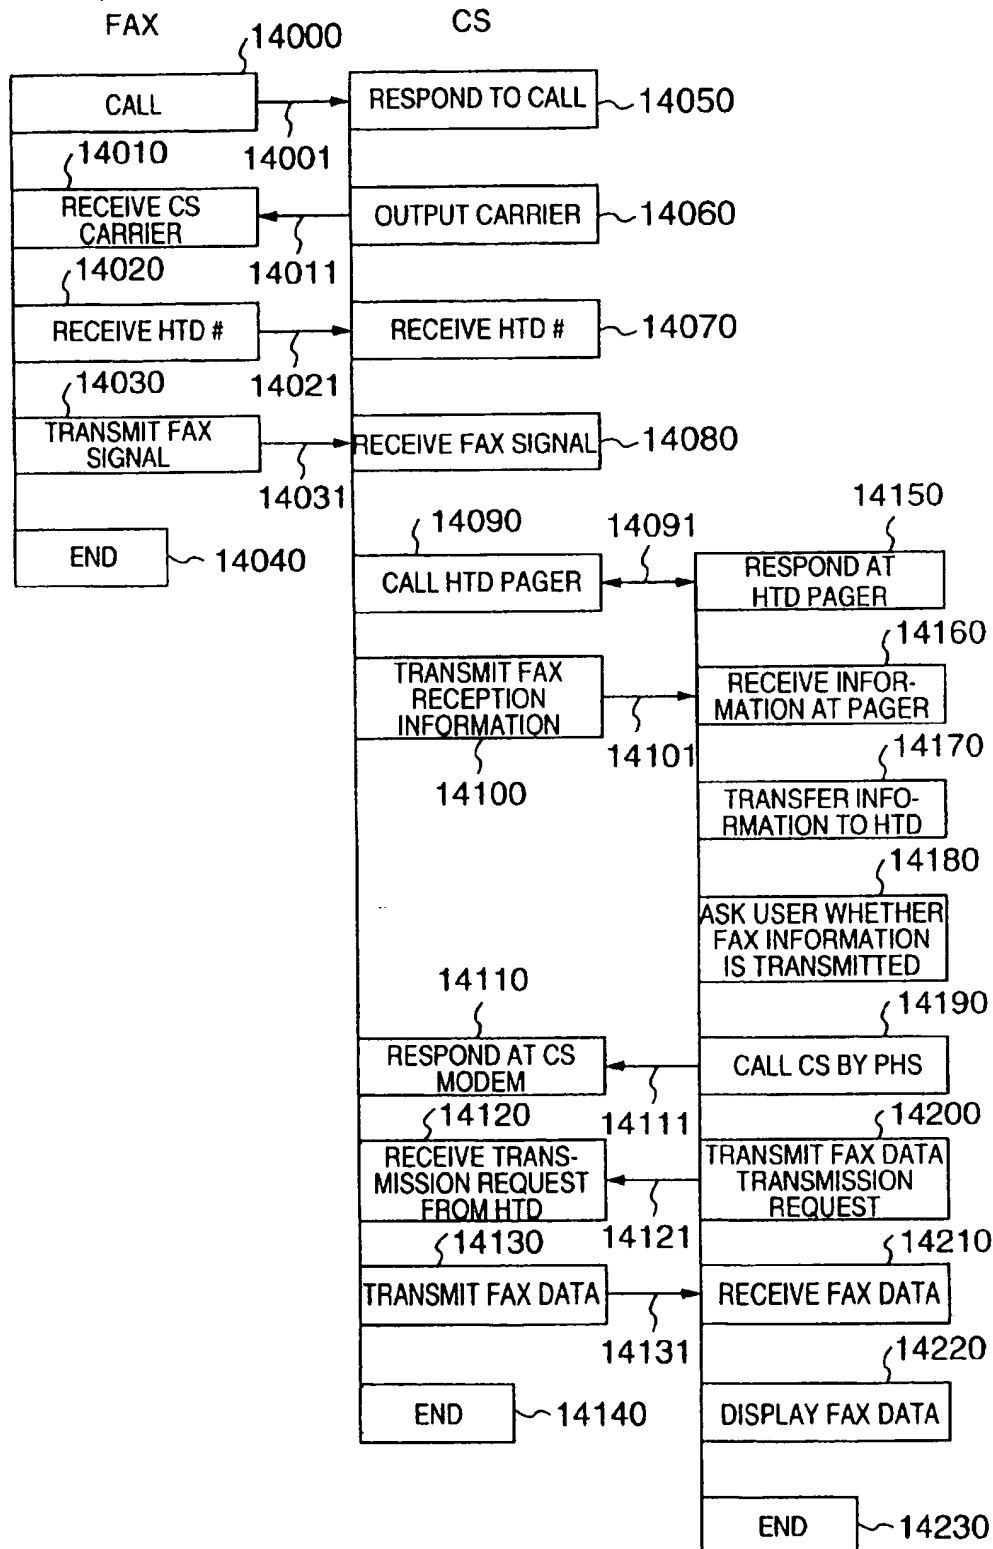 FAX
CS
14000
CALL
14001
RESPOND TO CALL
14050
14010
RECEIVE CS
CARRIER
14011
OUTPUT CARRIER
14060
14020
RECEIVE HTD #
14021
RECEIVE HTD #
14070
14030
TRANSMIT FAX
SIGNAL
14031
RECEIVE FAX SIGNAL
14080
END
14040
14090
CALL HTD PAGER
14091
14150
RESPOND AT
HTD PAGER
TRANSMIT FAX
RECEPTION
INFORMATION
14100
14101
14160
RECEIVE INFOR-
MATION AT PAGER
14170
TRANSFER INFO-
RMATION TO HTD
14180
ASK USER WHETHER
FAX INFORMATION
IS TRANSMITTED
14110
RESPOND AT CS
MODEM
14111
14190
CALL CS BY PHS
14120
RECEIVE TRANS-
MISSION REQUEST
FROM HTD
14121
14200
TRANSMIT FAX DATA
TRANSMISSION
REQUEST
14130
TRANSMIT FAX DATA
14131
14210
RECEIVE FAX DATA
END
14140
14220
DISPLAY FAX DATA
END
14230